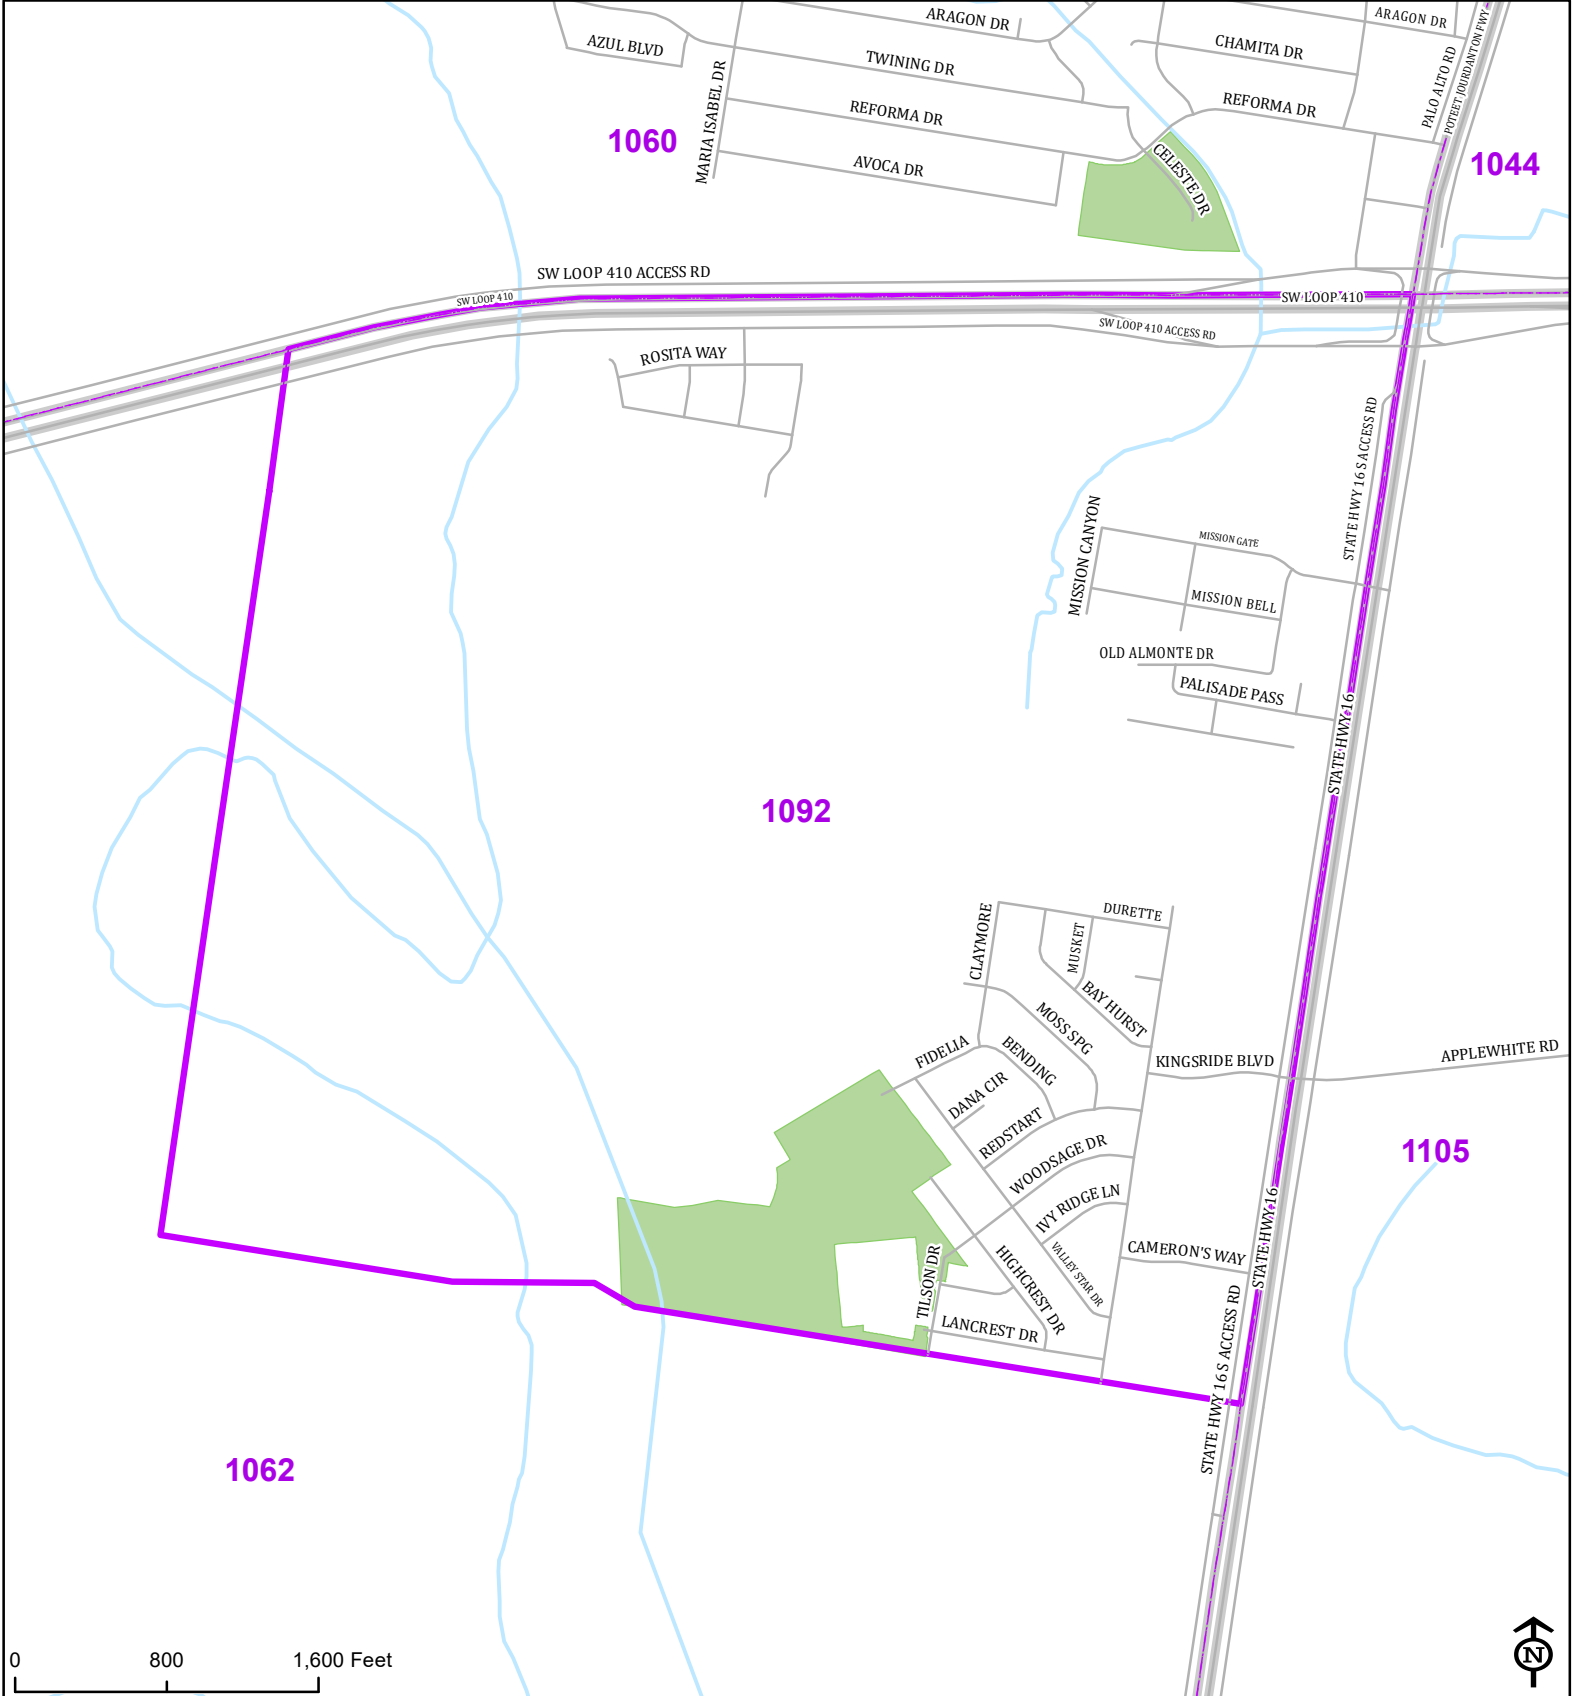 ARAGON DR
ARAGON DR
AZUL BLVD
CHAMITA DR
TWINING DR
PALO ALTO RD
POTEET JOURDANTON FWY
MARIA ISABEL DR
REFORMA DR
REFORMA DR
1060
1044
AVOCA DR
CELESTE DR
SW LOOP 410 ACCESS RD
SW LOOP 410
SW LOOP 410
SW LOOP 410 ACCESS RD
ROSITA WAY
STATE HWY 16 S ACCESS RD
MISSION CANYON
MISSION GATE
MISSION BELL
OLD ALMONTE DR
PALISADE PASS
STATE HWY 16
1092
CLAYMORE
DURETTE
MUSKET
BAY HURST
MOSS SPG
FIDELIA
BENDING
KINGSRIDE BLVD
APPLEWHITE RD
DANA CIR
REDSTART
1105
WOODSAGE DR
IVY RIDGE LN
STATE HWY 16
CAMERON'S WAY
TILSON DR
HIGHCREST DR
VALLEY STAR DR
LANCREST DR
STATE HWY 16 S ACCESS RD
1062
0 800 1,600 Feet
N